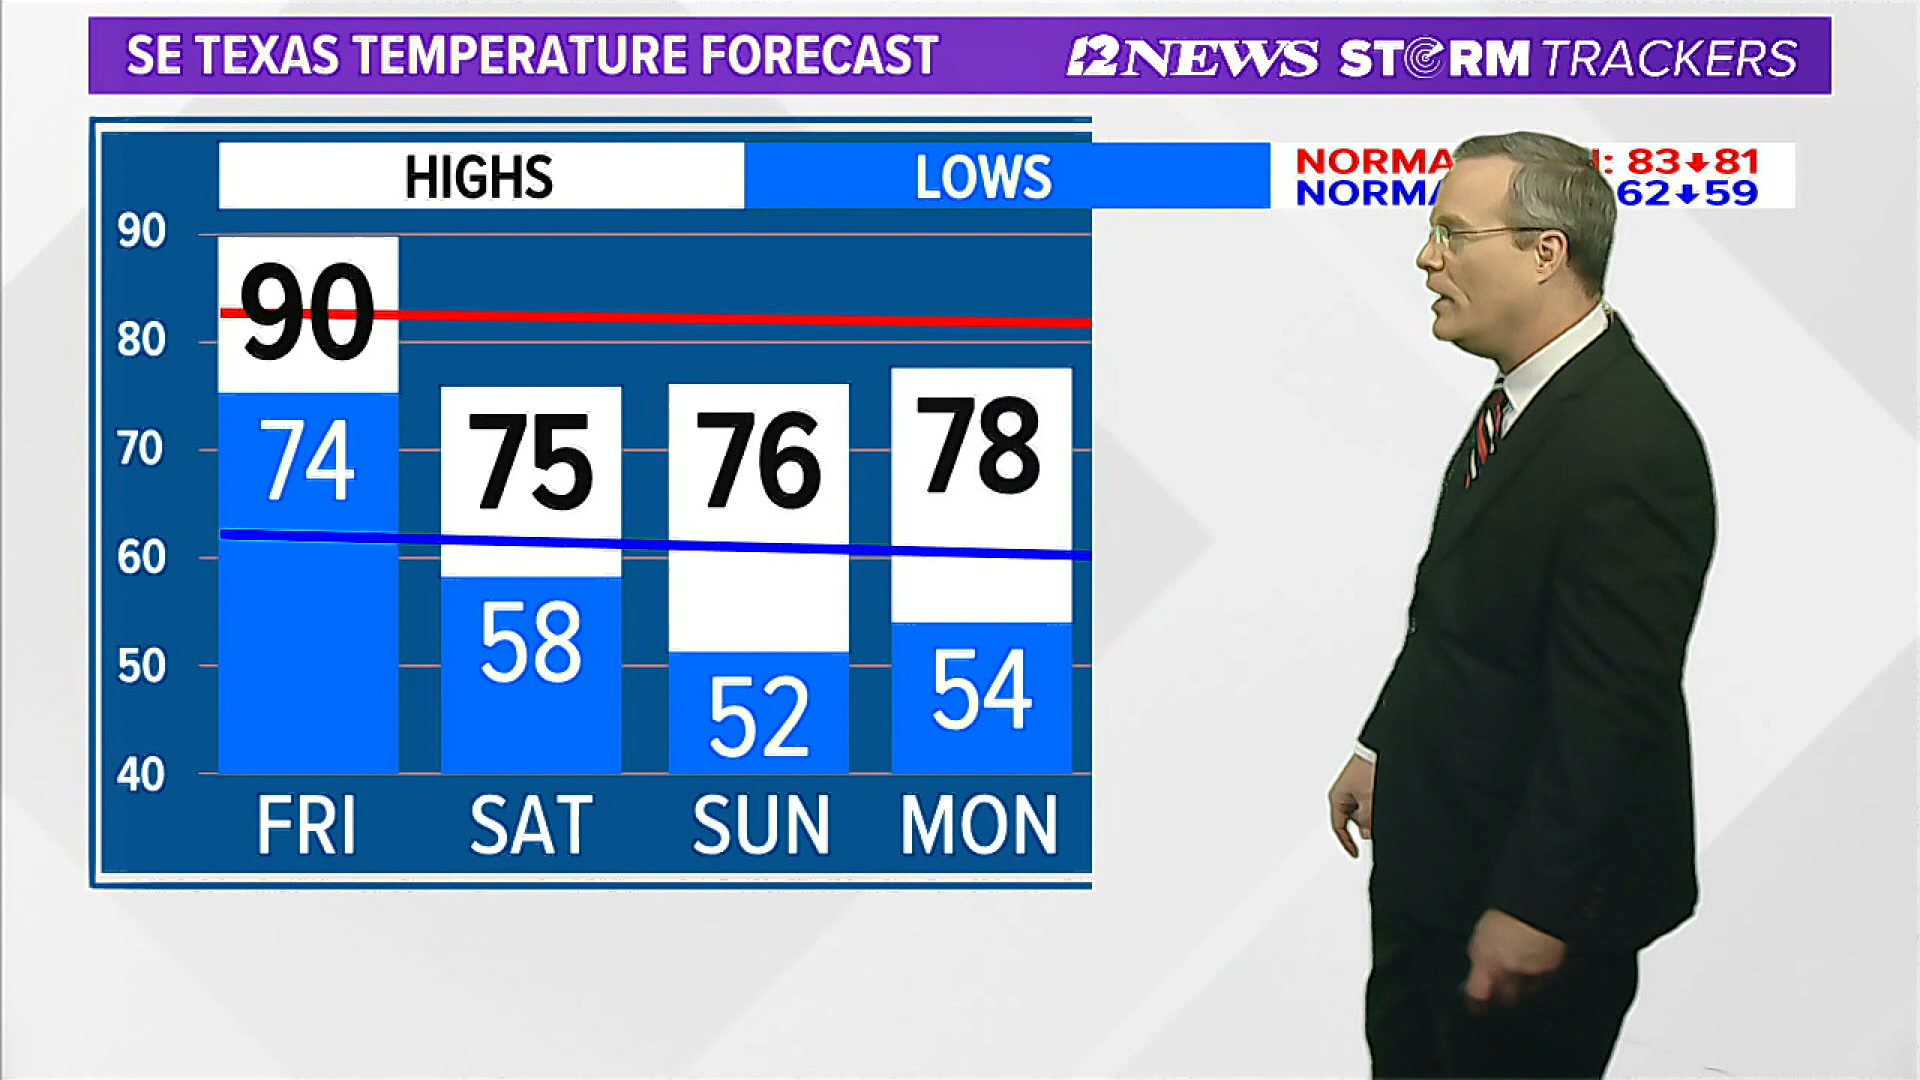 SE TEXAS TEMPERATURE FORECAST
12NEWS STORM TRACKERS
HIGHS
LOWS
83↓81
62↓59
90
80
70
60
50
40
90
75
76
78
74
58
52
54
FRI
SAT
SUN
MON